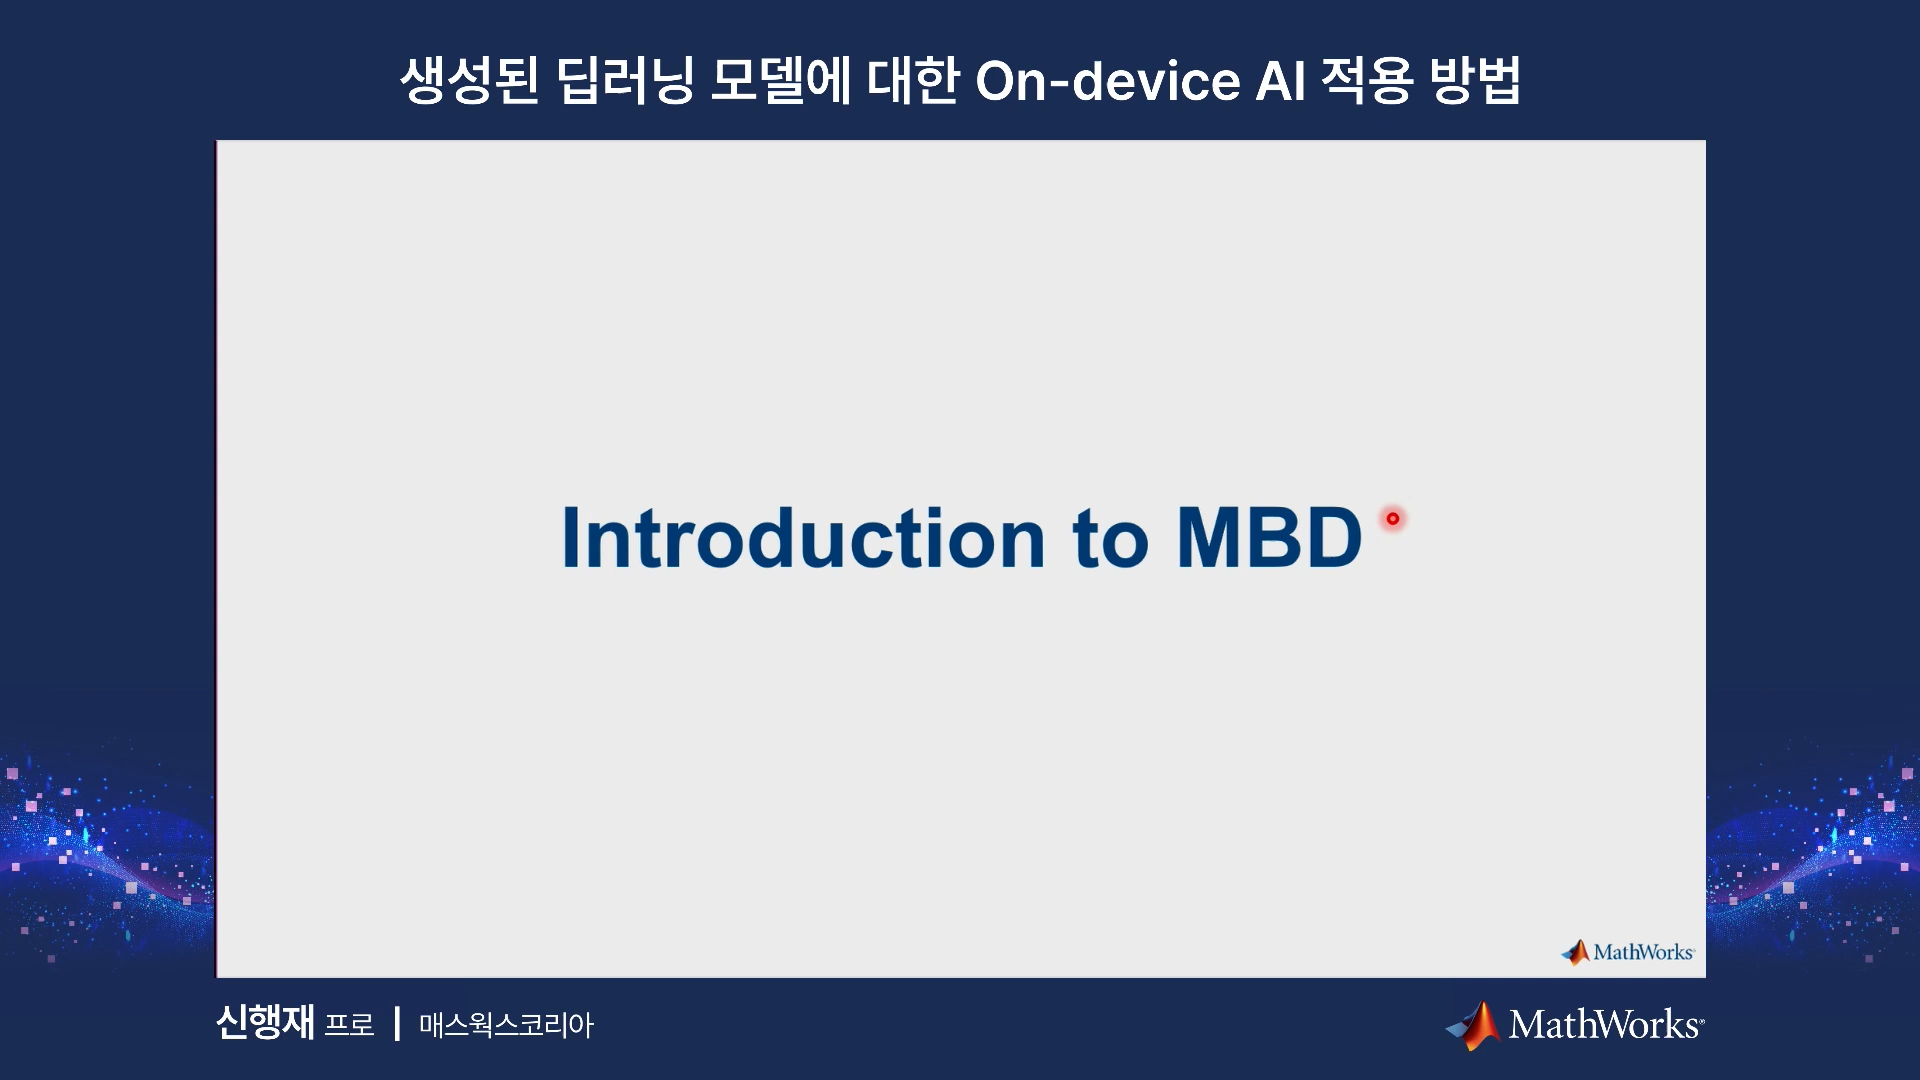 생성된 딥러닝 모델에 대한 On-device AI 적용 방법
Introduction to MBD
MathWorks
신행재 프로 | 매스웍스코리아
MathWorks